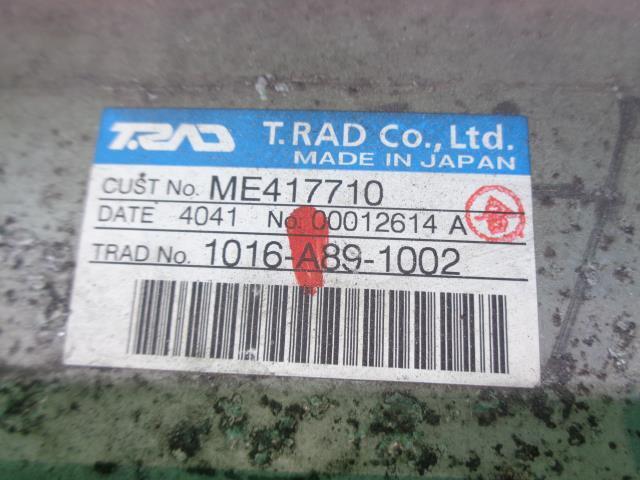 T.RAD T.RAD Co., Ltd.
MADE IN JAPAN
CUST No. ME417710
DATE 4041 No. 00012614 A
TRAD No. 1016-A89-1002